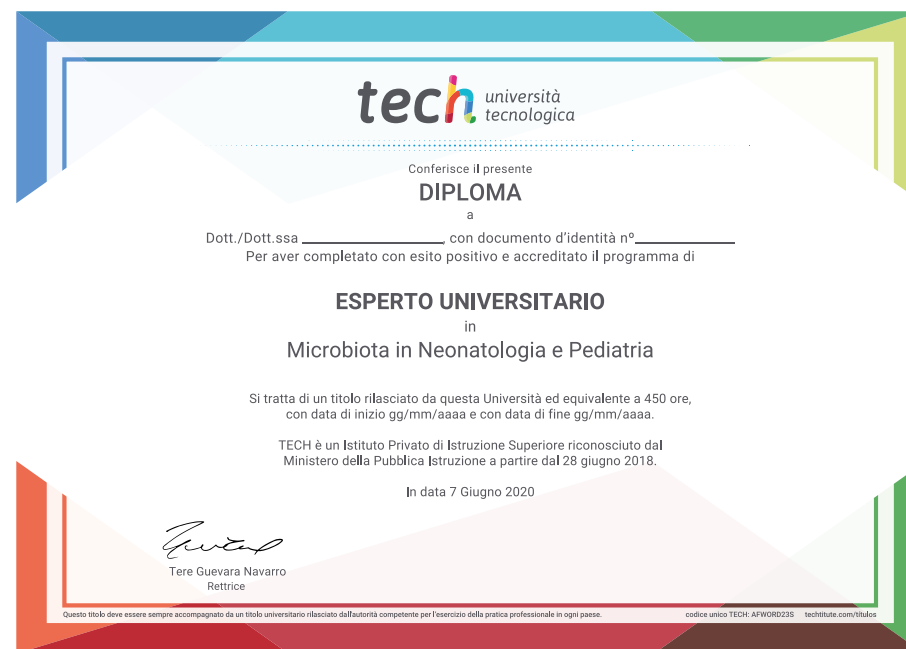 tech università
tecnologica
Conferisce il presente
DIPLOMA
a
Dott./Dott.ssa ___________________, con documento d'identità nº_____________
Per aver completato con esito positivo e accreditato il programma di
ESPERTO UNIVERSITARIO
in
Microbiota in Neonatologia e Pediatria
Si tratta di un titolo rilasciato da questa Università ed equivalente a 450 ore,
con data di inizio gg/mm/aaaa e con data di fine gg/mm/aaaa.
TECH è un Istituto Privato di Istruzione Superiore riconosciuto dal
Ministero della Pubblica Istruzione a partire dal 28 giugno 2018.
In data 7 Giugno 2020
Tere Guevara Navarro
Rettrice
Questo titolo deve essere sempre accompagnato da un titolo universitario rilasciato dall'autorità competente per l'esercizio della pratica professionale in ogni paese. codice unico TECH: AFWORD23S techtitute.com/titulos